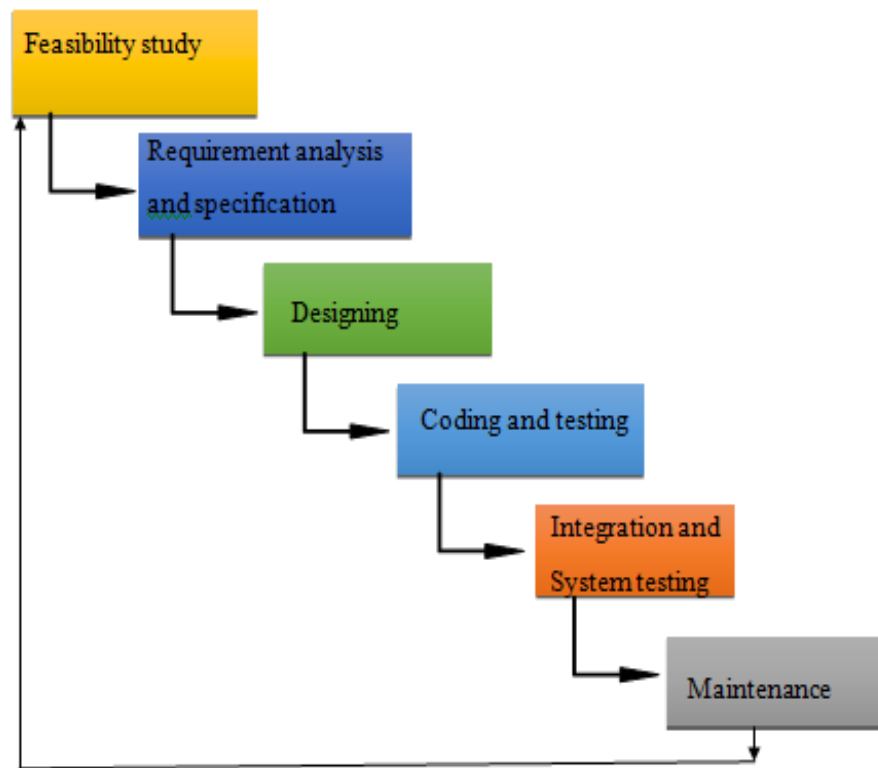 Feasibility study
Requirement analysis
and specification
Designing
Coding and testing
Integration and
System testing
Maintenance